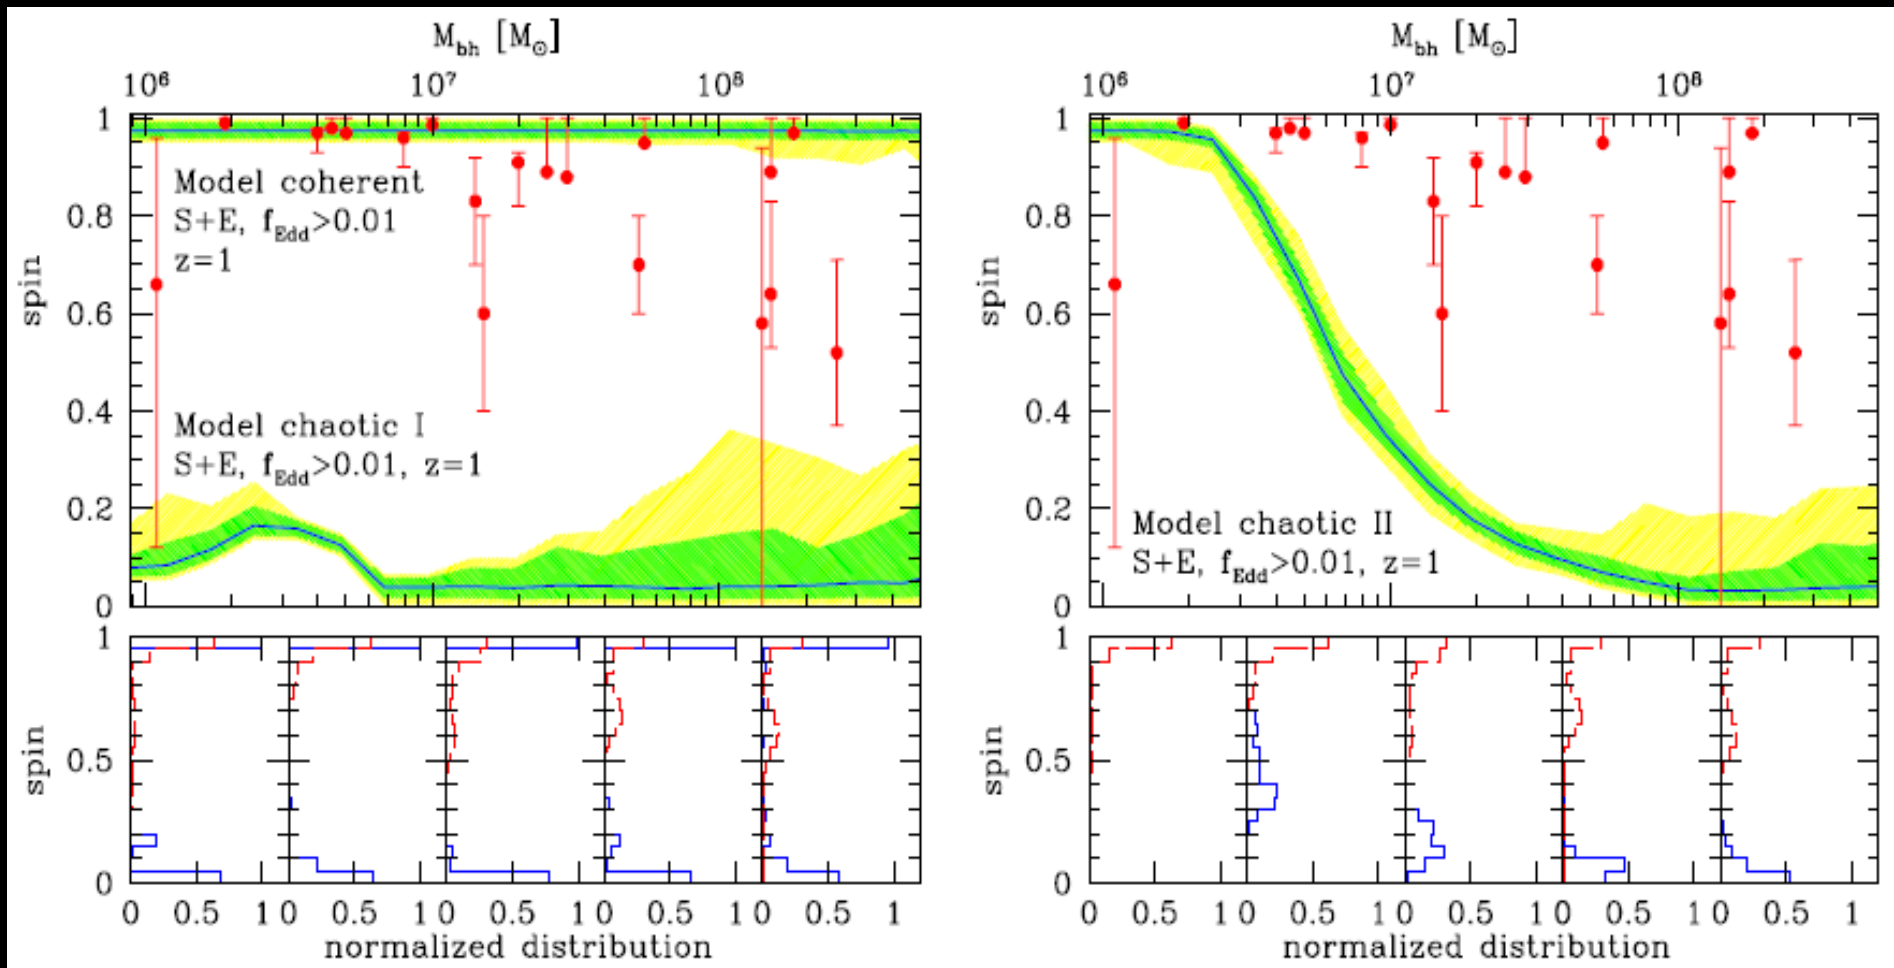 M_bh [M_⊙]
10⁶ 10⁷ 10⁸
1
0.8
0.6
0.4
0.2
0
spin
Model coherent
S+E, f_Edd>0.01
z=1
Model chaotic I
S+E, f_Edd>0.01, z=1
1
0.5
0
spin
0 0.5 1 0 0.5 1 0 0.5 1 0 0.5 1 0 0.5 1
normalized distribution
M_bh [M_⊙]
10⁶ 10⁷ 10⁸
1
0.8
0.6
0.4
0.2
0
spin
Model chaotic II
S+E, f_Edd>0.01, z=1
1
0.5
0
spin
0 0.5 1 0 0.5 1 0 0.5 1 0 0.5 1 0 0.5 1
normalized distribution